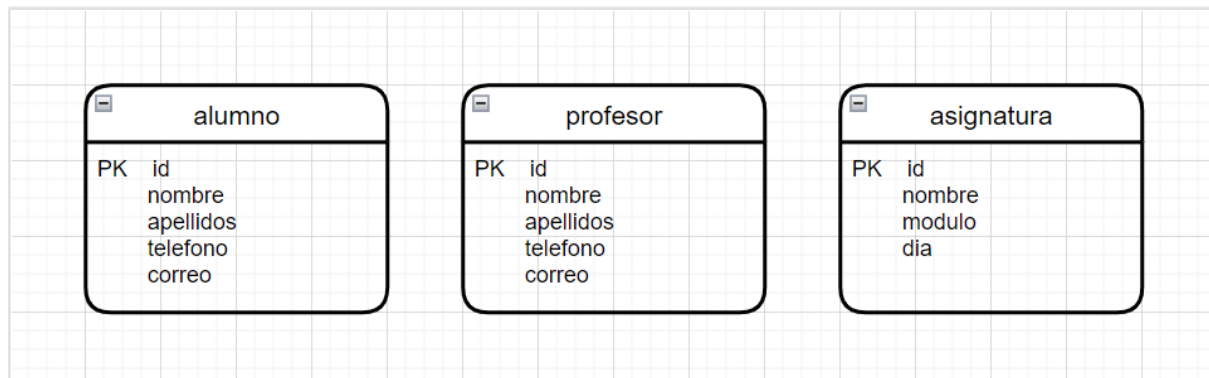 alumno
PK id
nombre
apellidos
telefono
correo
profesor
PK id
nombre
apellidos
telefono
correo
asignatura
PK id
nombre
modulo
dia